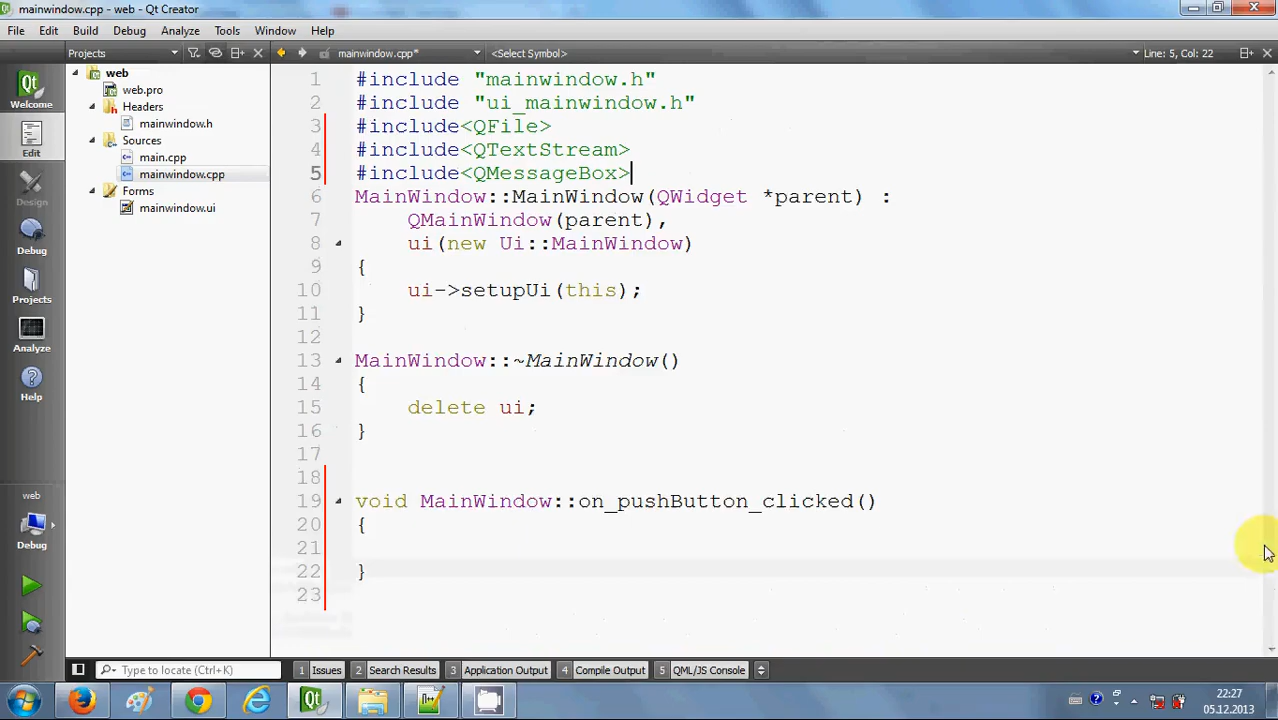 mainwindow.cpp - web - Qt Creator
File Edit Build Debug Analyze Tools Window Help
Projects mainwindow.cpp* <Select Symbol> Line: 5, Col: 22
Welcome
Edit
Design
Debug
Projects
Analyze
Help
web
Debug
web
web.pro
Headers
mainwindow.h
Sources
main.cpp
mainwindow.cpp
Forms
mainwindow.ui
1 #include "mainwindow.h"
2 #include "ui_mainwindow.h"
3 #include<QFile>
4 #include<QTextStream>
5 #include<QMessageBox>
6 MainWindow::MainWindow(QWidget *parent) :
7 QMainWindow(parent),
8 ui(new Ui::MainWindow)
9 {
10 ui->setupUi(this);
11 }
12
13 MainWindow::~MainWindow()
14 {
15 delete ui;
16 }
17
18
19 void MainWindow::on_pushButton_clicked()
20 {
21
22 }
23
Type to locate (Ctrl+K) 1 Issues 2 Search Results 3 Application Output 4 Compile Output 5 QML/JS Console
22:27
05.12.2013